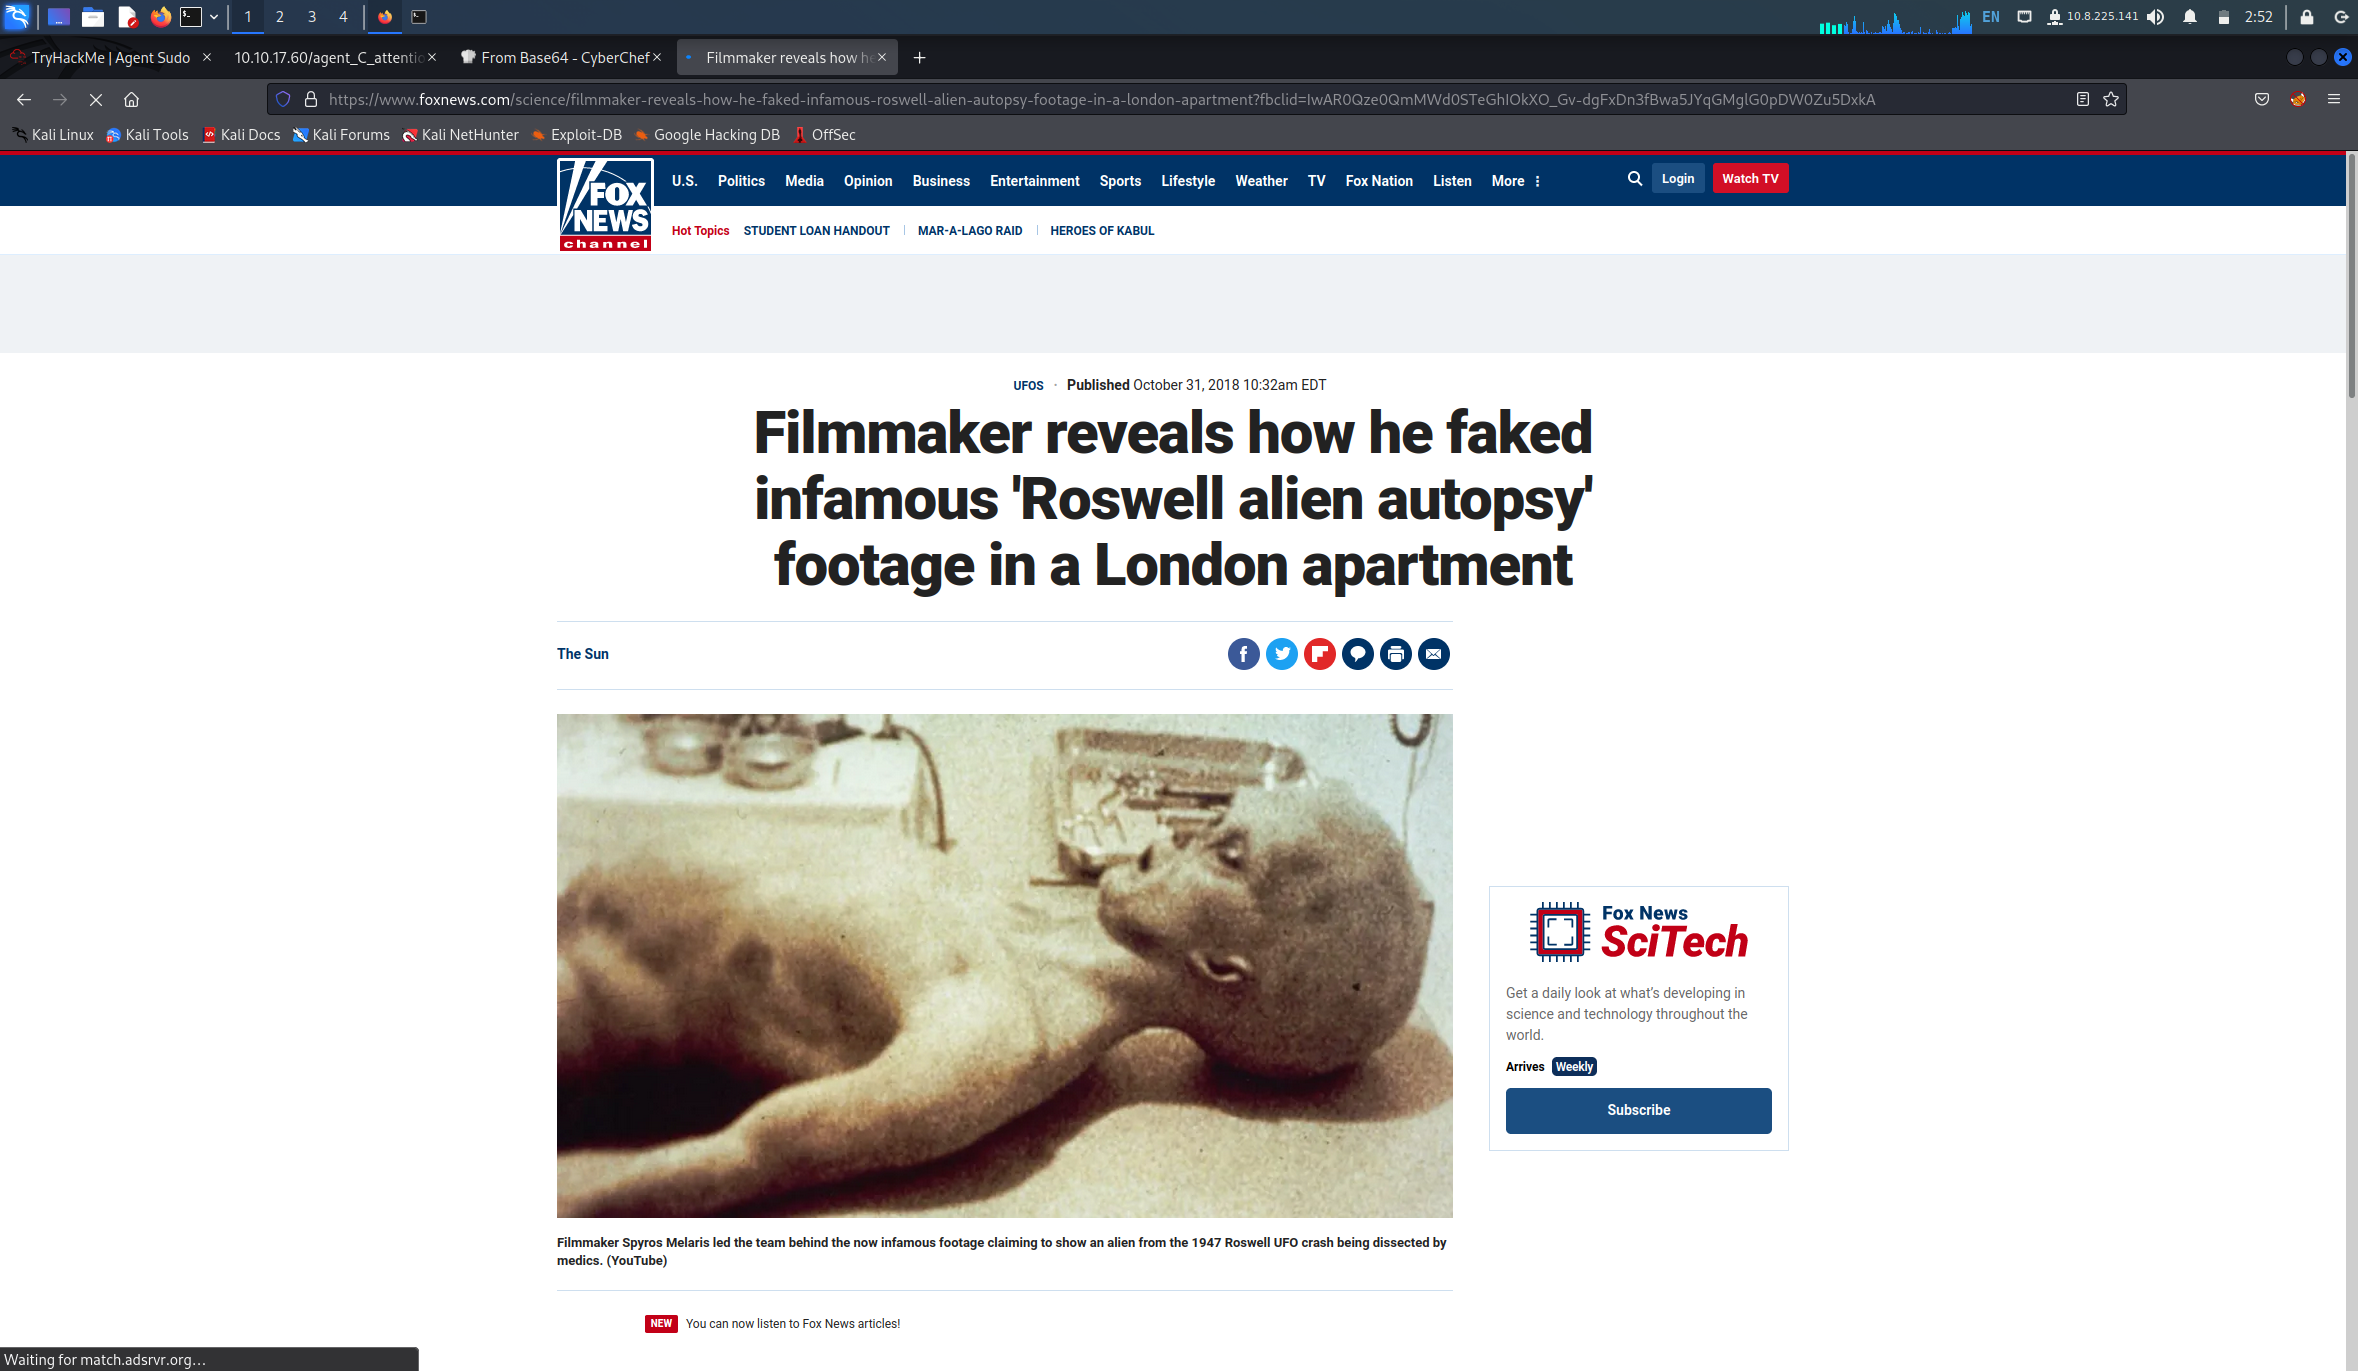 1 2 3 4 EN 10.8.225.141 2:52
TryHackMe | Agent Sudo 10.10.17.60/agent_C_attentio From Base64 - CyberChef Filmmaker reveals how he
https://www.foxnews.com/science/filmmaker-reveals-how-he-faked-infamous-roswell-alien-autopsy-footage-in-a-london-apartment?fbclid=IwAR0Qze0QmMWd0STeGhIOkXO_Gv-dgFxDn3fBwa5JYqGMglG0pDW0Zu5DxkA
Kali Linux Kali Tools Kali Docs Kali Forums Kali NetHunter Exploit-DB Google Hacking DB OffSec
FOX
NEWS
channel
U.S. Politics Media Opinion Business Entertainment Sports Lifestyle Weather TV Fox Nation Listen More Login Watch TV
Hot Topics STUDENT LOAN HANDOUT MAR-A-LAGO RAID HEROES OF KABUL
UFOS · Published October 31, 2018 10:32am EDT
Filmmaker reveals how he faked
infamous 'Roswell alien autopsy'
footage in a London apartment
The Sun
Fox News
SciTech
Get a daily look at what's developing in
science and technology throughout the
world.
Arrives Weekly
Subscribe
Filmmaker Spyros Melaris led the team behind the now infamous footage claiming to show an alien from the 1947 Roswell UFO crash being dissected by
medics. (YouTube)
NEW You can now listen to Fox News articles!
Waiting for match.adsrvr.org…